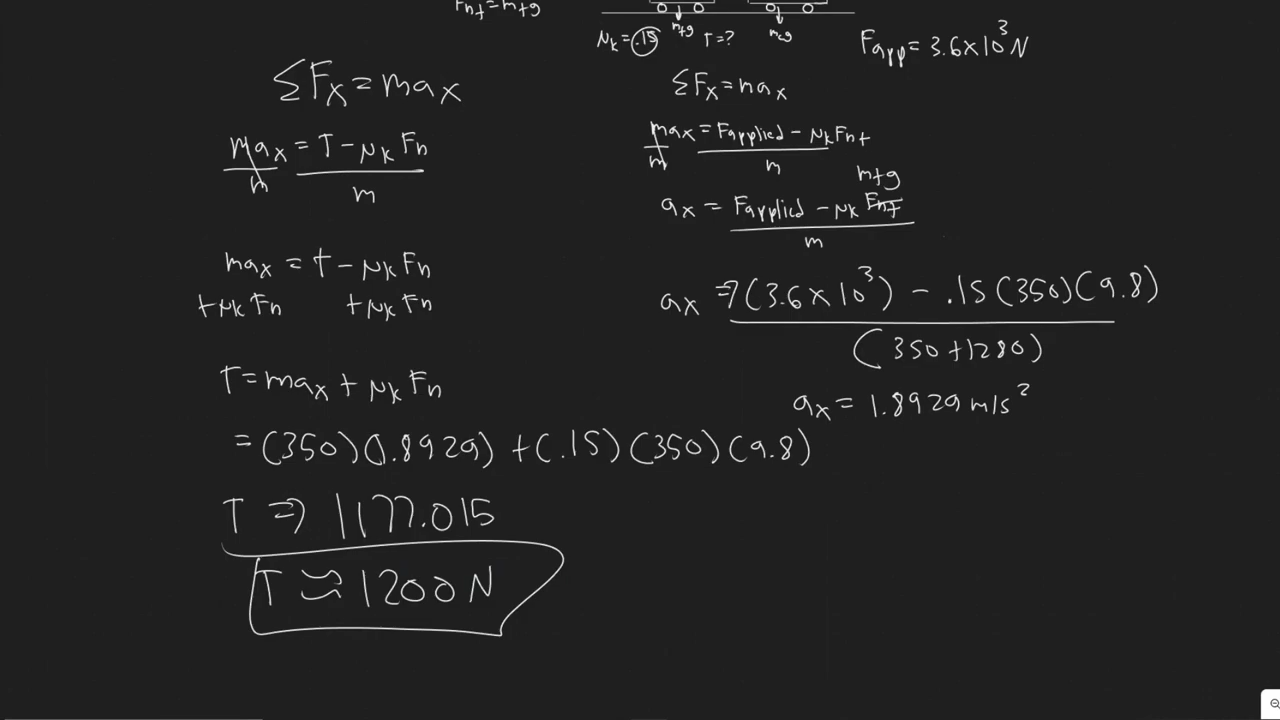 Fnt = mtg
μk = .15 mtg T = ? mcg
Fapp = 3.6 x 10³ N
ΣFx = max
max = T - μk Fn
m m
max = T - μk Fn
+μk Fn +μk Fn
T = max + μk Fn
= (350)(1.8929) + (.15)(350)(9.8)
T ⇒ 1177.015
T ≈ 1200 N
ΣFx = max
max = Fapplied - μk Fnt
m m
mtg
ax = Fapplied - μk Fnt
m
ax ⇒ (3.6 x 10³) - .15 (350)(9.8)
(350 + 1280)
ax = 1.8929 m/s²